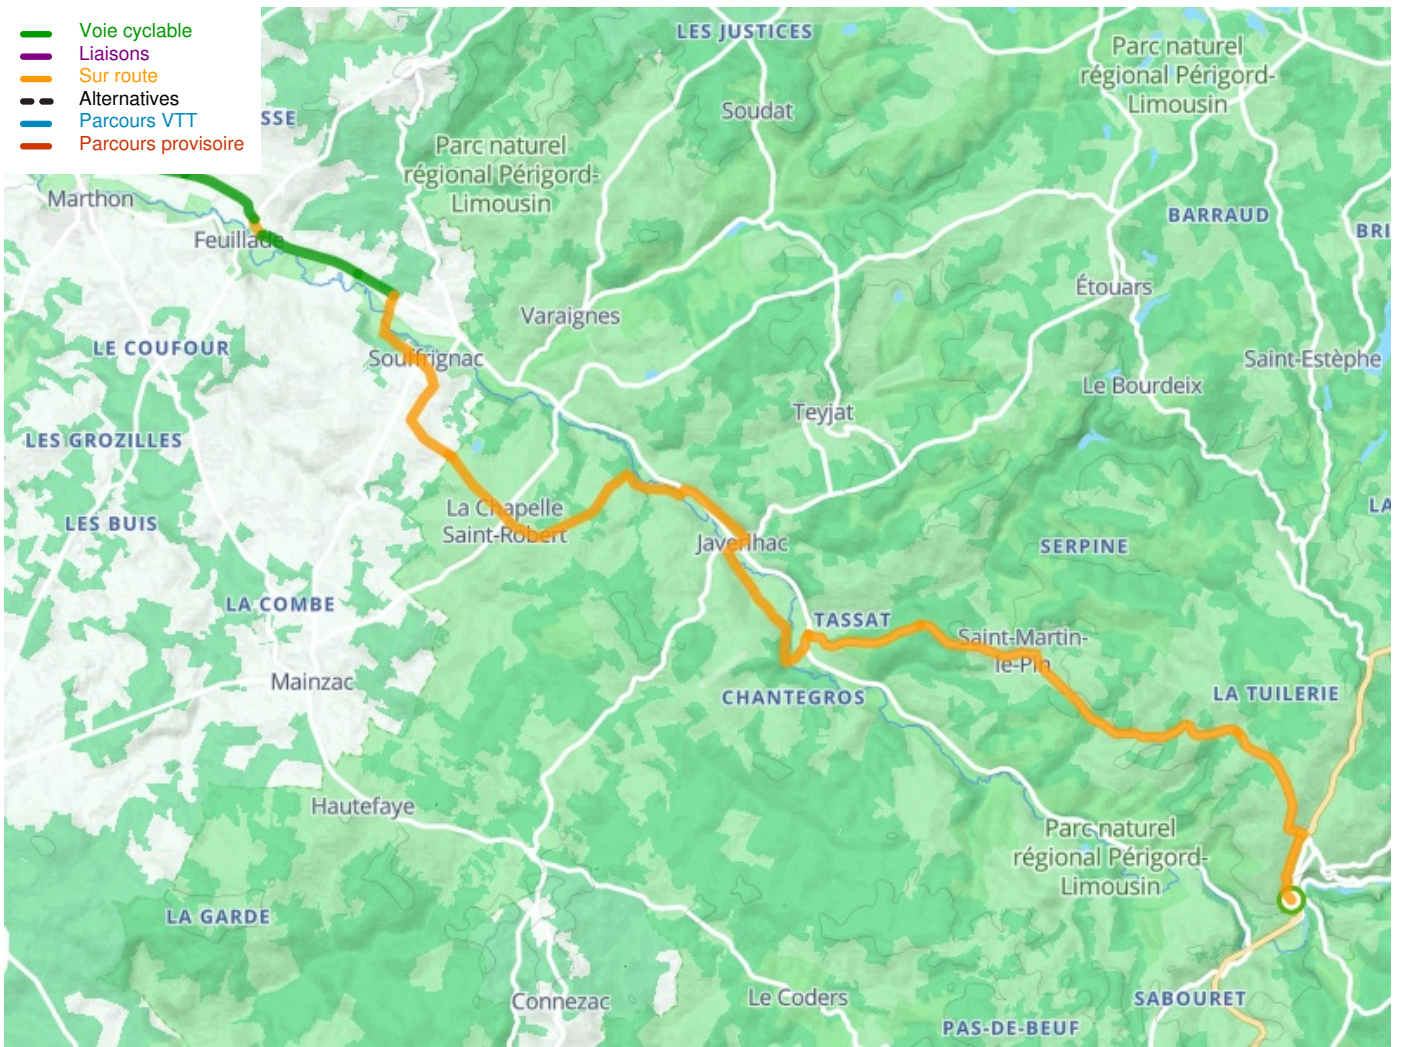 Voie cyclable
Liaisons
Sur route
Alternatives
Parcours VTT
Parcours provisoire
LES JUSTICES
Parc naturel
régional Périgord-
Limousin
Soudat
SSE
Parc naturel
régional Périgord-
Limousin
Marthon
BARRAUD
BRI
Feuillade
Étouars
Varaignes
LE COUFOUR
Souffrignac
Saint-Estèphe
Le Bourdeix
Teyjat
LES GROZILLES
La Chapelle
Saint-Robert
LA
LES BUIS
Javerlhac
SERPINE
LA COMBE
TASSAT
Saint-Martin-
le-Pin
Mainzac
CHANTEGROS
LA TUILERIE
Hautefaye
Parc naturel
régional Périgord-
Limousin
LA GARDE
Connezac
Le Coders
SABOURET
PAS-DE-BEUF